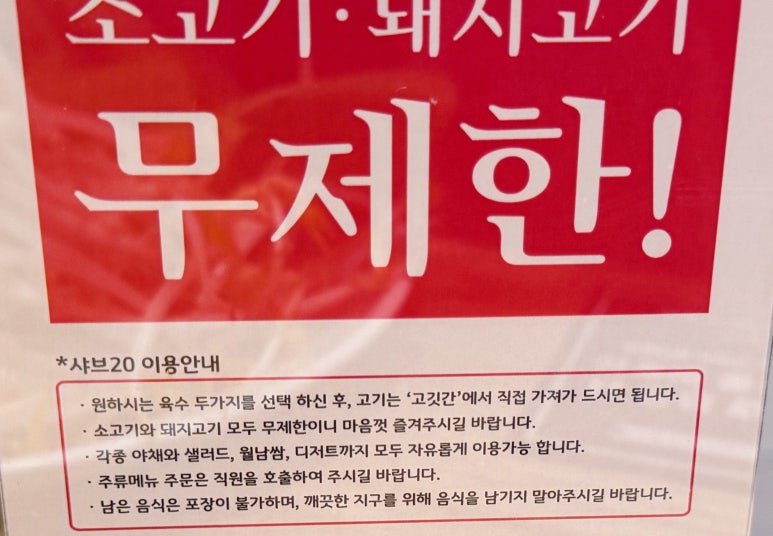 소고기·돼지고기
무제한!
*샤브20 이용안내
· 원하시는 육수 두가지를 선택 하신 후, 고기는 '고깃간'에서 직접 가져가 드시면 됩니다.
· 소고기와 돼지고기 모두 무제한이니 마음껏 즐겨주시길 바랍니다.
· 각종 야채와 샐러드, 월남쌈, 디저트까지 모두 자유롭게 이용가능 합니다.
· 주류메뉴 주문은 직원을 호출하여 주시길 바랍니다.
· 남은 음식은 포장이 불가하며, 깨끗한 지구를 위해 음식을 남기지 말아주시길 바랍니다.